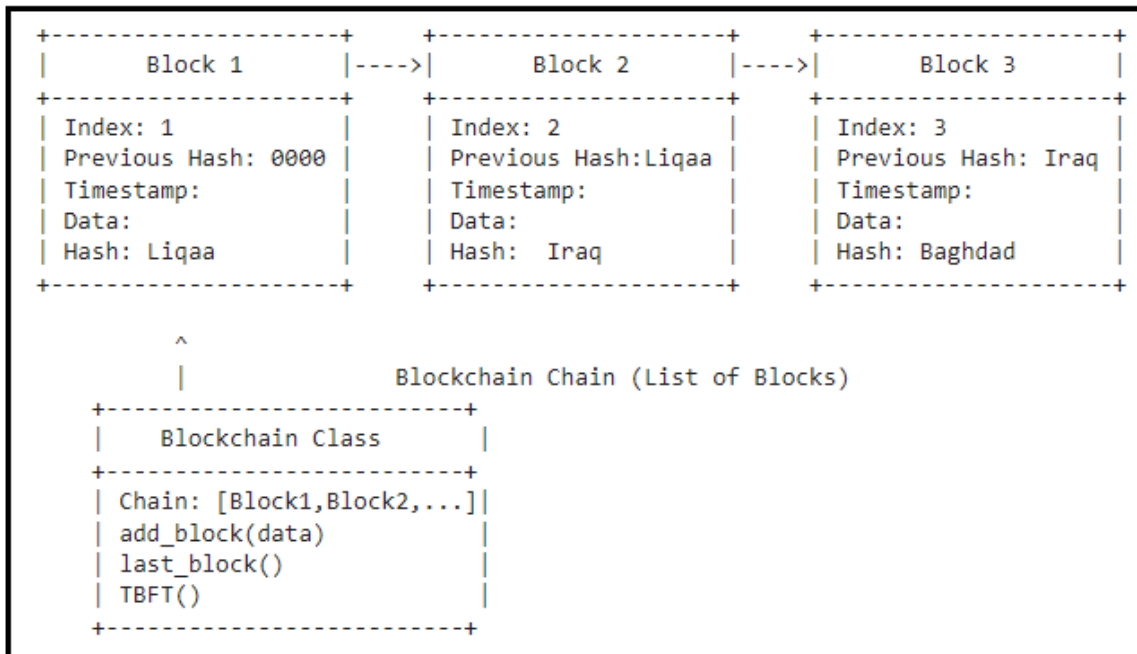 +---------------------+     +---------------------+     +---------------------+
|       Block 1       |---->|       Block 2       |---->|       Block 3       |
+---------------------+     +---------------------+     +---------------------+
| Index: 1            |     | Index: 2            |     | Index: 3            |
| Previous Hash: 0000 |     | Previous Hash:Liqaa |     | Previous Hash: Iraq |
| Timestamp:          |     | Timestamp:          |     | Timestamp:          |
| Data:               |     | Data:               |     | Data:               |
| Hash: Liqaa         |     | Hash:  Iraq         |     | Hash: Baghdad       |
+---------------------+     +---------------------+     +---------------------+
^
|               Blockchain Chain (List of Blocks)
+--------------------------+
|    Blockchain Class       |
+--------------------------+
| Chain: [Block1,Block2,...]|
| add_block(data)           |
| last_block()              |
| TBFT()                    |
+--------------------------+